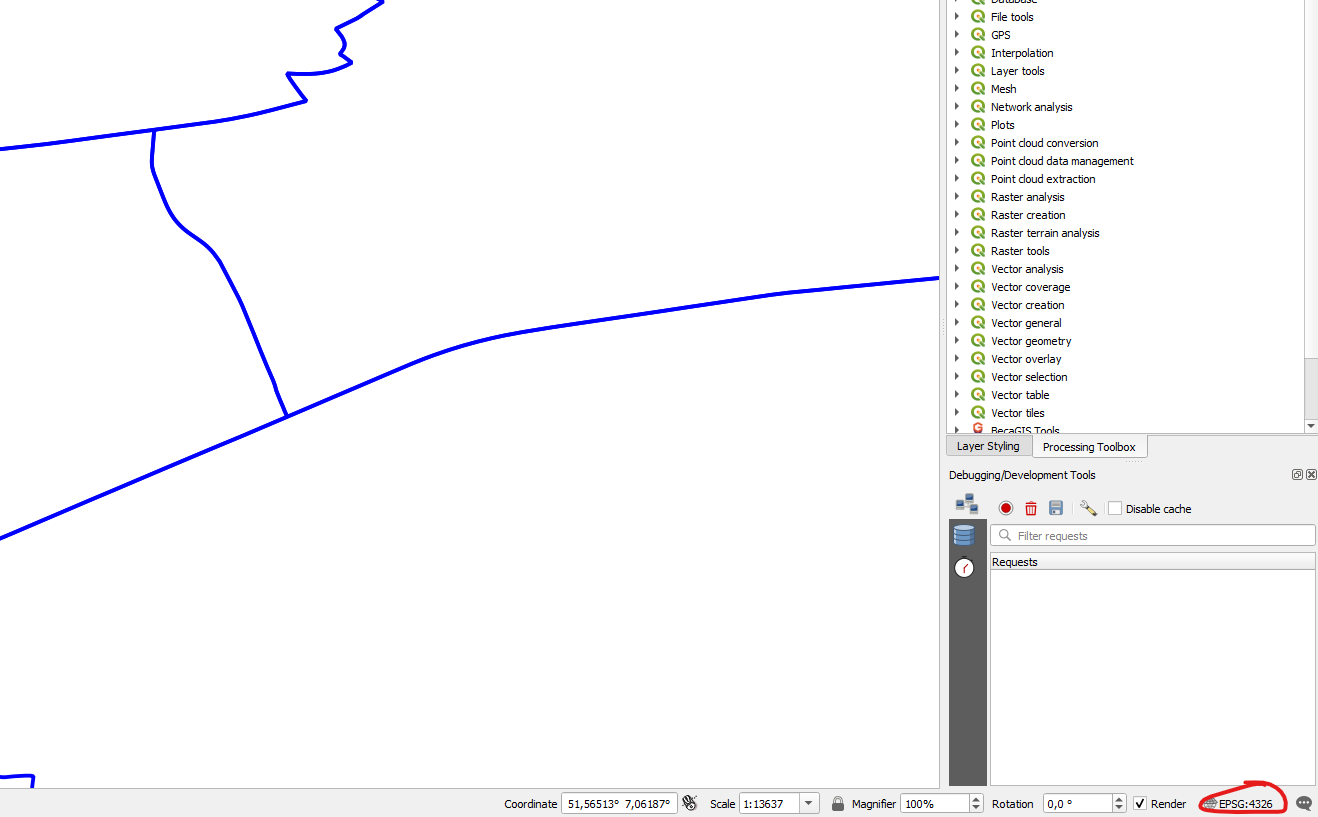 Database
File tools
GPS
Interpolation
Layer tools
Mesh
Network analysis
Plots
Point cloud conversion
Point cloud data management
Point cloud extraction
Raster analysis
Raster creation
Raster terrain analysis
Raster tools
Vector analysis
Vector coverage
Vector creation
Vector general
Vector geometry
Vector overlay
Vector selection
Vector table
Vector tiles
BecaGIS Tools
Layer Styling Processing Toolbox
Debugging/Development Tools
Disable cache
Filter requests
Requests
Coordinate 51,56513° 7,06187° Scale 1:13637 Magnifier 100% Rotation 0,0 ° Render EPSG:4326